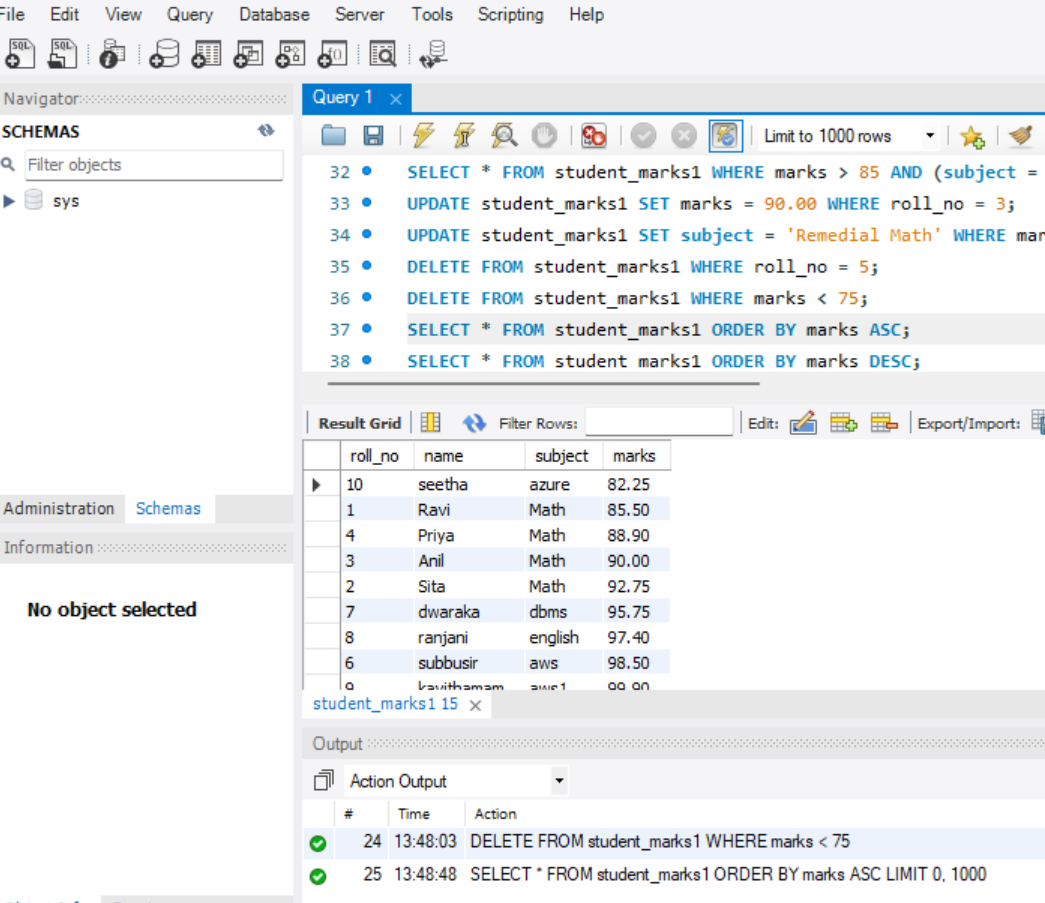 File Edit View Query Database Server Tools Scripting Help
Navigator
Query 1
SCHEMAS
Limit to 1000 rows
Filter objects
sys
32 SELECT * FROM student_marks1 WHERE marks > 85 AND (subject =
33 UPDATE student_marks1 SET marks = 90.00 WHERE roll_no = 3;
34 UPDATE student_marks1 SET subject = 'Remedial Math' WHERE mar
35 DELETE FROM student_marks1 WHERE roll_no = 5;
36 DELETE FROM student_marks1 WHERE marks < 75;
37 SELECT * FROM student_marks1 ORDER BY marks ASC;
38 SELECT * FROM student marks1 ORDER BY marks DESC;
Result Grid Filter Rows: Edit: Export/Import:
roll_no name subject marks
10 seetha azure 82.25
1 Ravi Math 85.50
4 Priya Math 88.90
3 Anil Math 90.00
2 Sita Math 92.75
7 dwaraka dbms 95.75
8 ranjani english 97.40
6 subbusir aws 98.50
9 kavithamam aws1 99.90
Administration Schemas
Information
No object selected
student_marks1 15
Output
Action Output
# Time Action
24 13:48:03 DELETE FROM student_marks1 WHERE marks < 75
25 13:48:48 SELECT * FROM student_marks1 ORDER BY marks ASC LIMIT 0, 1000